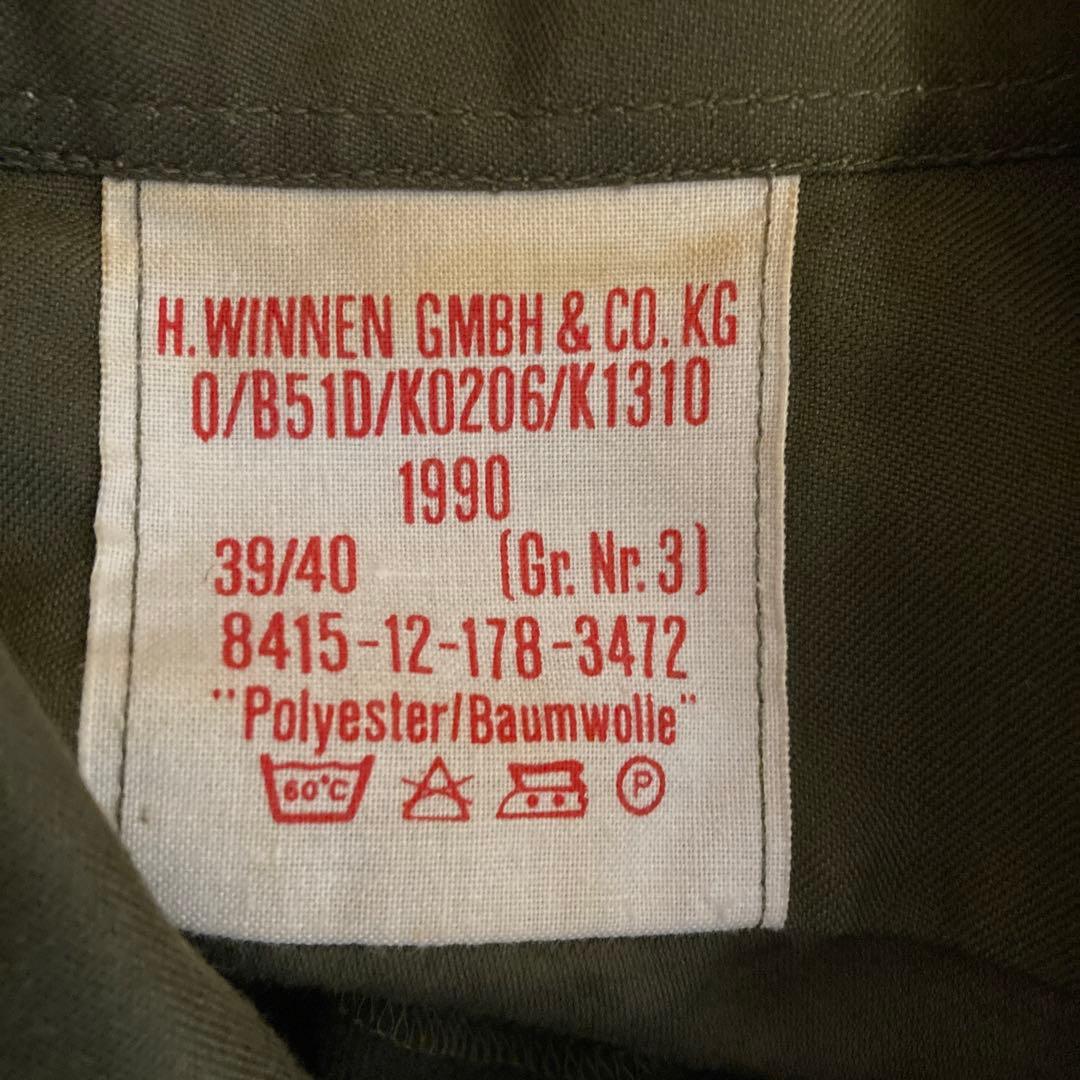 H. WINNEN GMBH & CO. KG
0/B51D/K0206/K1310
1990
39/40 (Gr. Nr. 3)
8415-12-178-3472
"Polyester/Baumwolle"
60°C A P